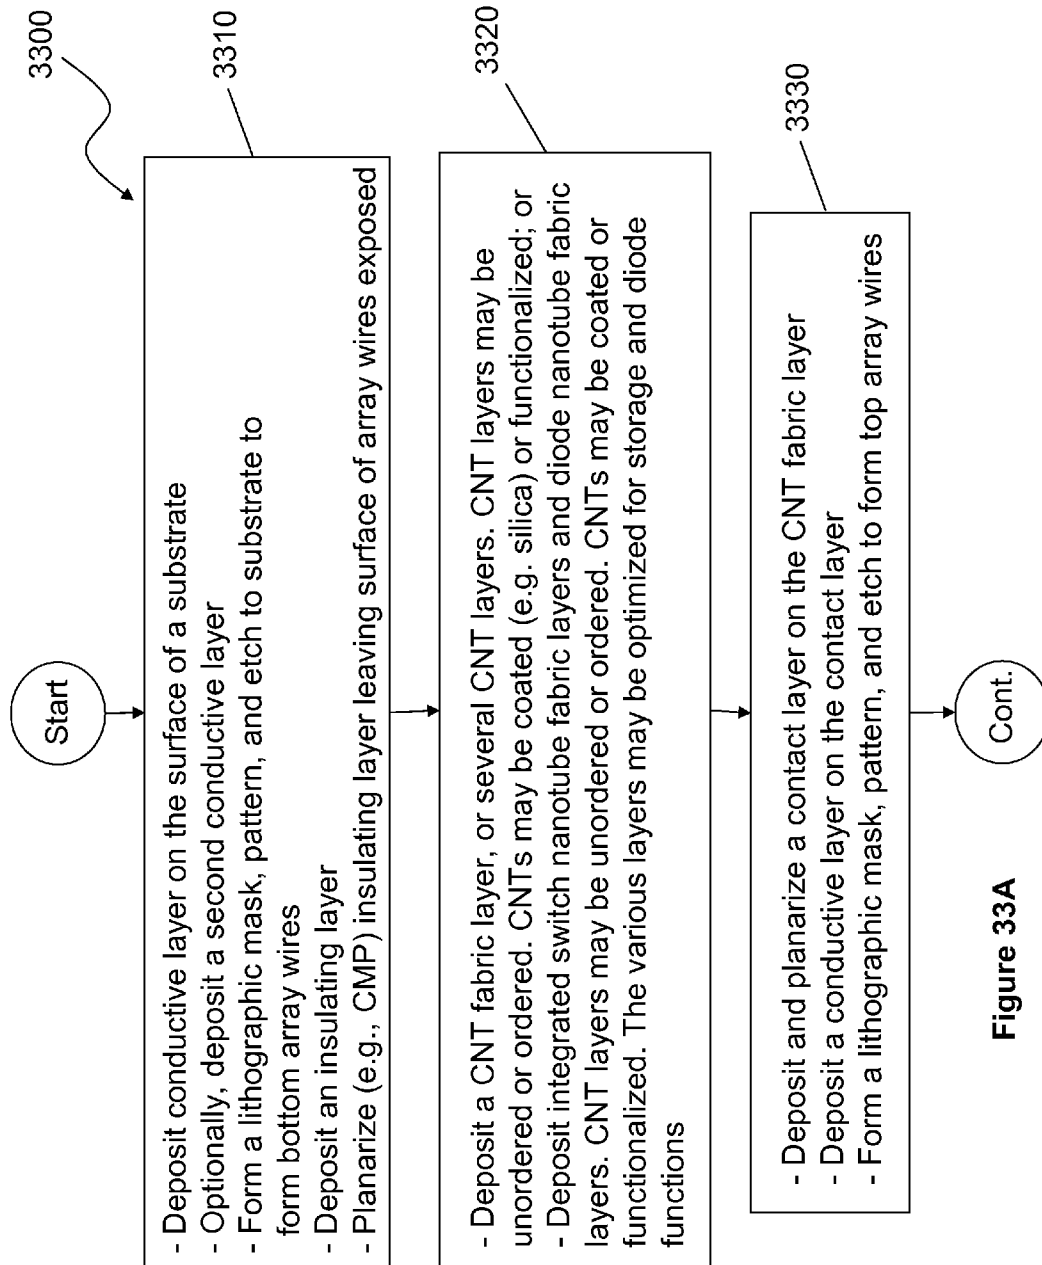 3300
Start
3310
- Deposit conductive layer on the surface of a substrate
- Optionally, deposit a second conductive layer
- Form a lithographic mask, pattern, and etch to substrate to
form bottom array wires
- Deposit an insulating layer
- Planarize (e.g., CMP) insulating layer leaving surface of array wires exposed
3320
- Deposit a CNT fabric layer, or several CNT layers. CNT layers may be
unordered or ordered. CNTs may be coated (e.g. silica) or functionalized; or
- Deposit integrated switch nanotube fabric layers and diode nanotube fabric
layers. CNT layers may be unordered or ordered. CNTs may be coated or
functionalized. The various layers may be optimized for storage and diode
functions
3330
- Deposit and planarize a contact layer on the CNT fabric layer
- Deposit a conductive layer on the contact layer
- Form a lithographic mask, pattern, and etch to form top array wires
Cont.
Figure 33A